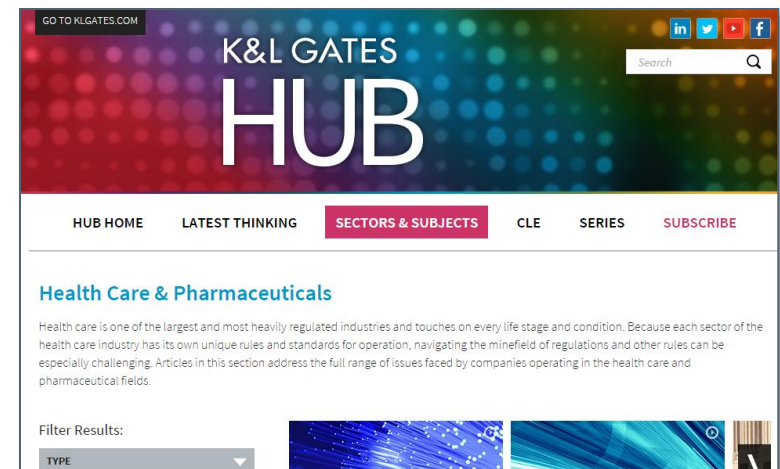 GO TO KLGATES.COM
in
f
K&L GATES
HUB
Search
HUB HOME LATEST THINKING SECTORS & SUBJECTS CLE SERIES SUBSCRIBE
Health Care & Pharmaceuticals
Health care is one of the largest and most heavily regulated industries and touches on every life stage and condition. Because each sector of the
health care industry has its own unique rules and standards for operation, navigating the minefield of regulations and other rules can be
especially challenging. Articles in this section address the full range of issues faced by companies operating in the health care and
pharmaceutical fields.
Filter Results:
TYPE